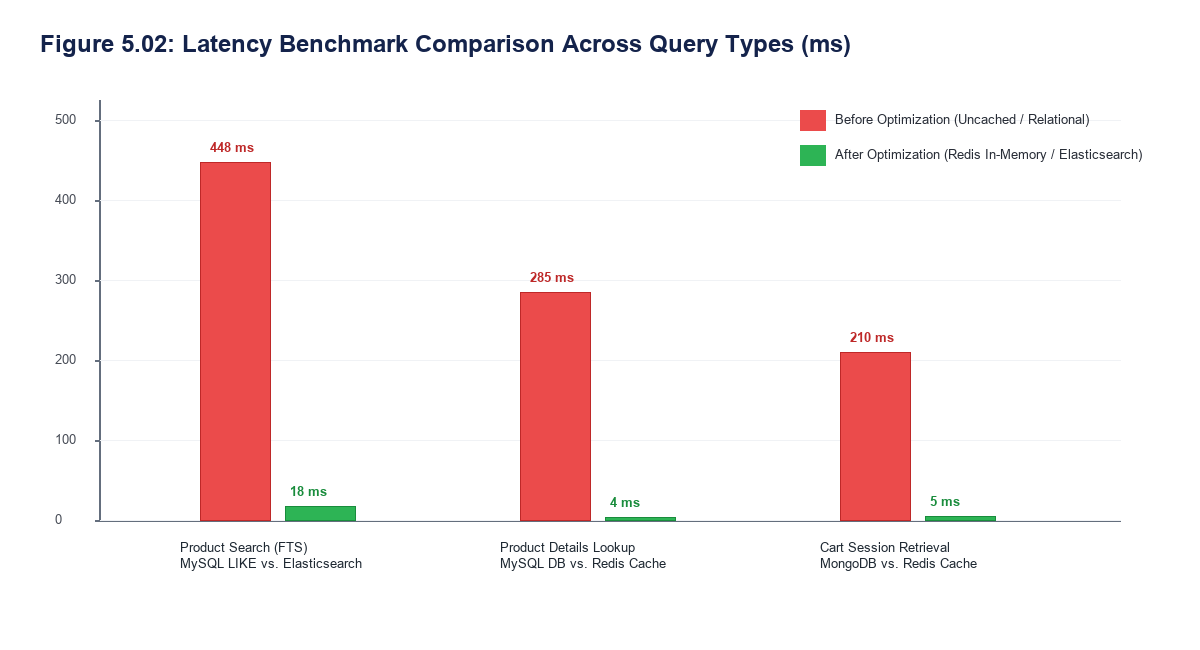 Figure 5.02: Latency Benchmark Comparison Across Query Types (ms)
500
Before Optimization (Uncached / Relational)
448 ms
After Optimization (Redis In-Memory / Elasticsearch)
400
300
285 ms
210 ms
200
100
18 ms
4 ms
5 ms
0
Product Search (FTS)
MySQL LIKE vs. Elasticsearch
Product Details Lookup
MySQL DB vs. Redis Cache
Cart Session Retrieval
MongoDB vs. Redis Cache